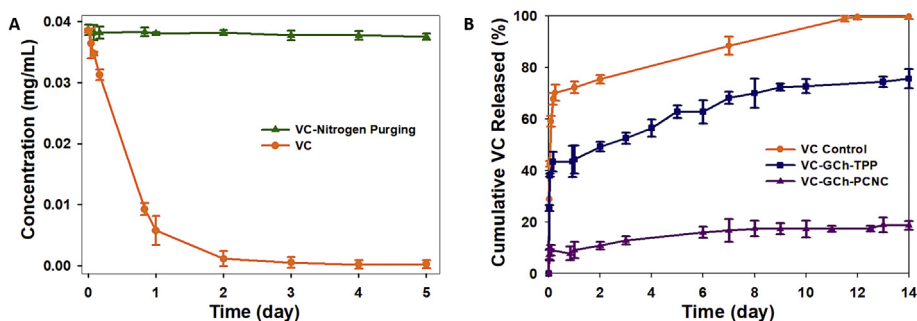 A
Concentration (mg/mL)
0.04
0.03
0.02
0.01
0.00
VC-Nitrogen Purging
VC
0 1 2 3 4 5
Time (day)
B
Cumulative VC Released (%)
100
80
60
40
20
0
VC Control
VC-GCh-TPP
VC-GCh-PCNC
0 2 4 6 8 10 12 14
Time (day)